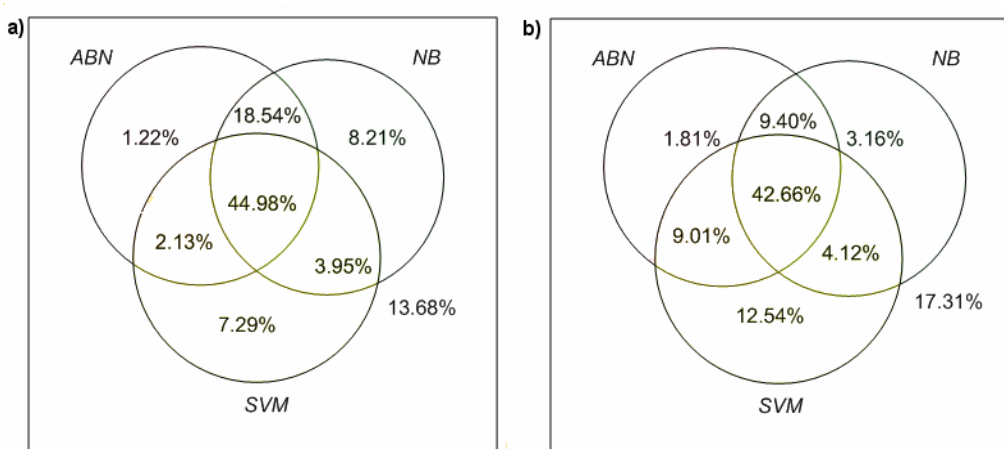 a)
ABN
NB
18.54%
1.22%
8.21%
44.98%
2.13%
3.95%
13.68%
7.29%
SVM
b)
ABN
NB
9.40%
1.81%
3.16%
42.66%
9.01%
4.12%
17.31%
12.54%
SVM